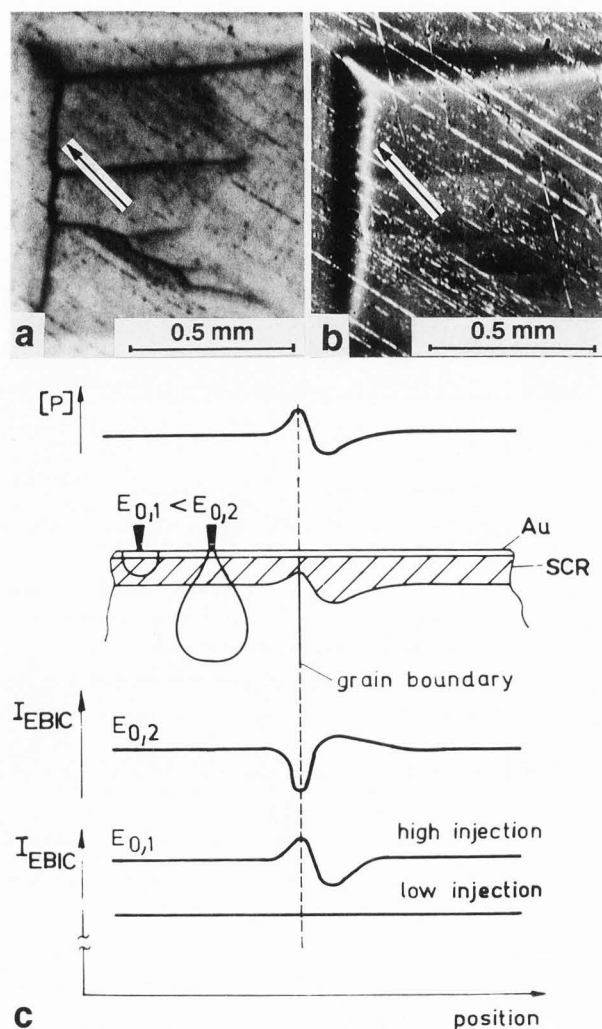 a
0.5 mm
b
0.5 mm
[P]
E0,1 < E0,2
Au
SCR
grain boundary
IEBIC
E0,2
IEBIC
E0,1
high injection
low injection
c
position